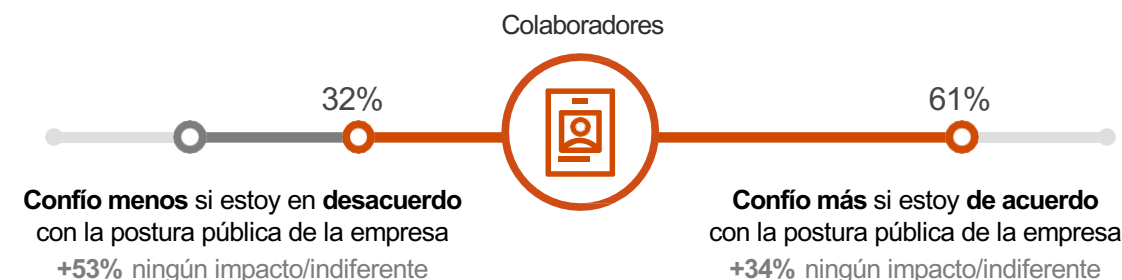 Colaboradores
32%
61%
Confío menos si estoy en desacuerdo
con la postura pública de la empresa
+53% ningún impacto/indiferente
Confío más si estoy de acuerdo
con la postura pública de la empresa
+34% ningún impacto/indiferente